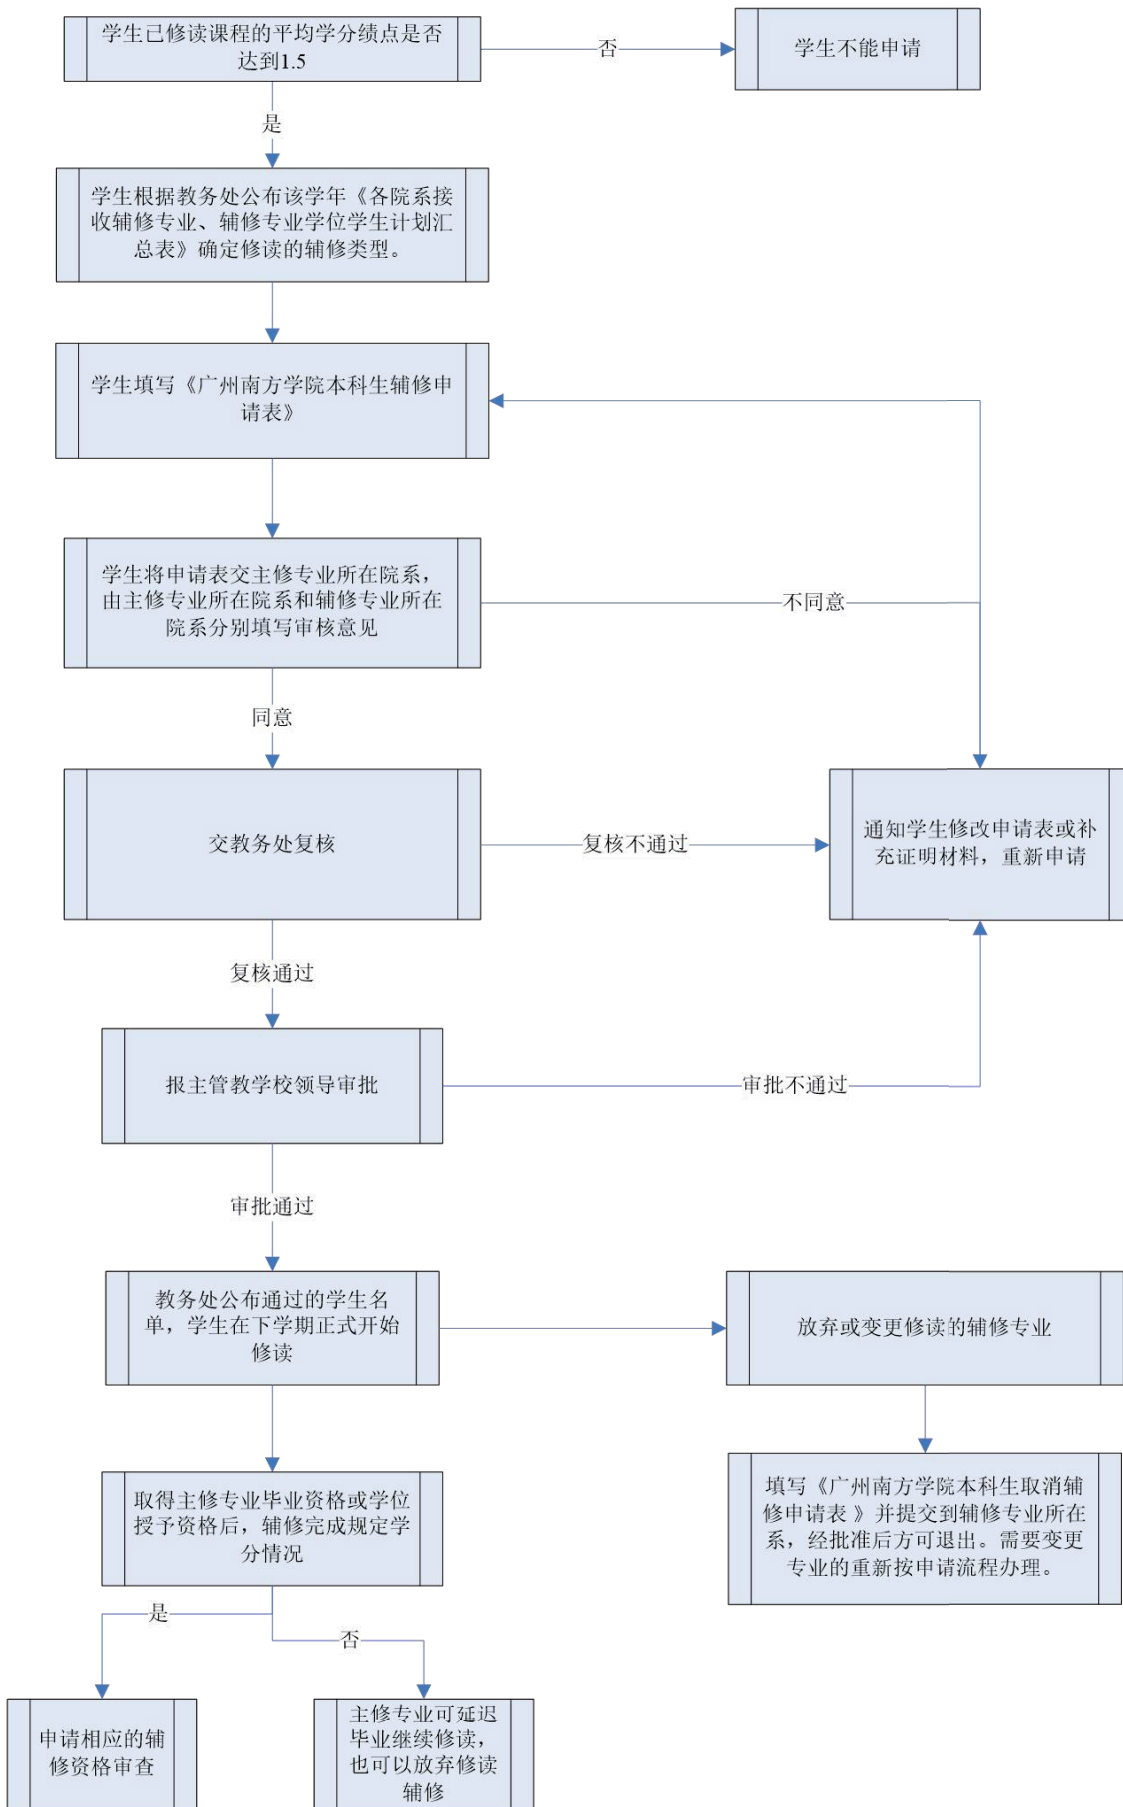 学生已修读课程的平均学分绩点是否
达到1.5
否
学生不能申请
是
学生根据教务处公布该学年《各院系接
收辅修专业、辅修专业学位学生计划汇
总表》确定修读的辅修类型。
学生填写《广州南方学院本科生辅修申
请表》
学生将申请表交主修专业所在院系，
由主修专业所在院系和辅修专业所在
院系分别填写审核意见
不同意
同意
交教务处复核
复核不通过
通知学生修改申请表或补
充证明材料，重新申请
复核通过
报主管教学校领导审批
审批不通过
审批通过
教务处公布通过的学生名
单，学生在下学期正式开始
修读
放弃或变更修读的辅修专业
取得主修专业毕业资格或学位
授予资格后，辅修完成规定学
分情况
填写《广州南方学院本科生取消辅
修申请表 》并提交到辅修专业所在
系，经批准后方可退出。需要变更
专业的重新按申请流程办理。
是
否
申请相应的辅
修资格审查
主修专业可延迟
毕业继续修读，
也可以放弃修读
辅修